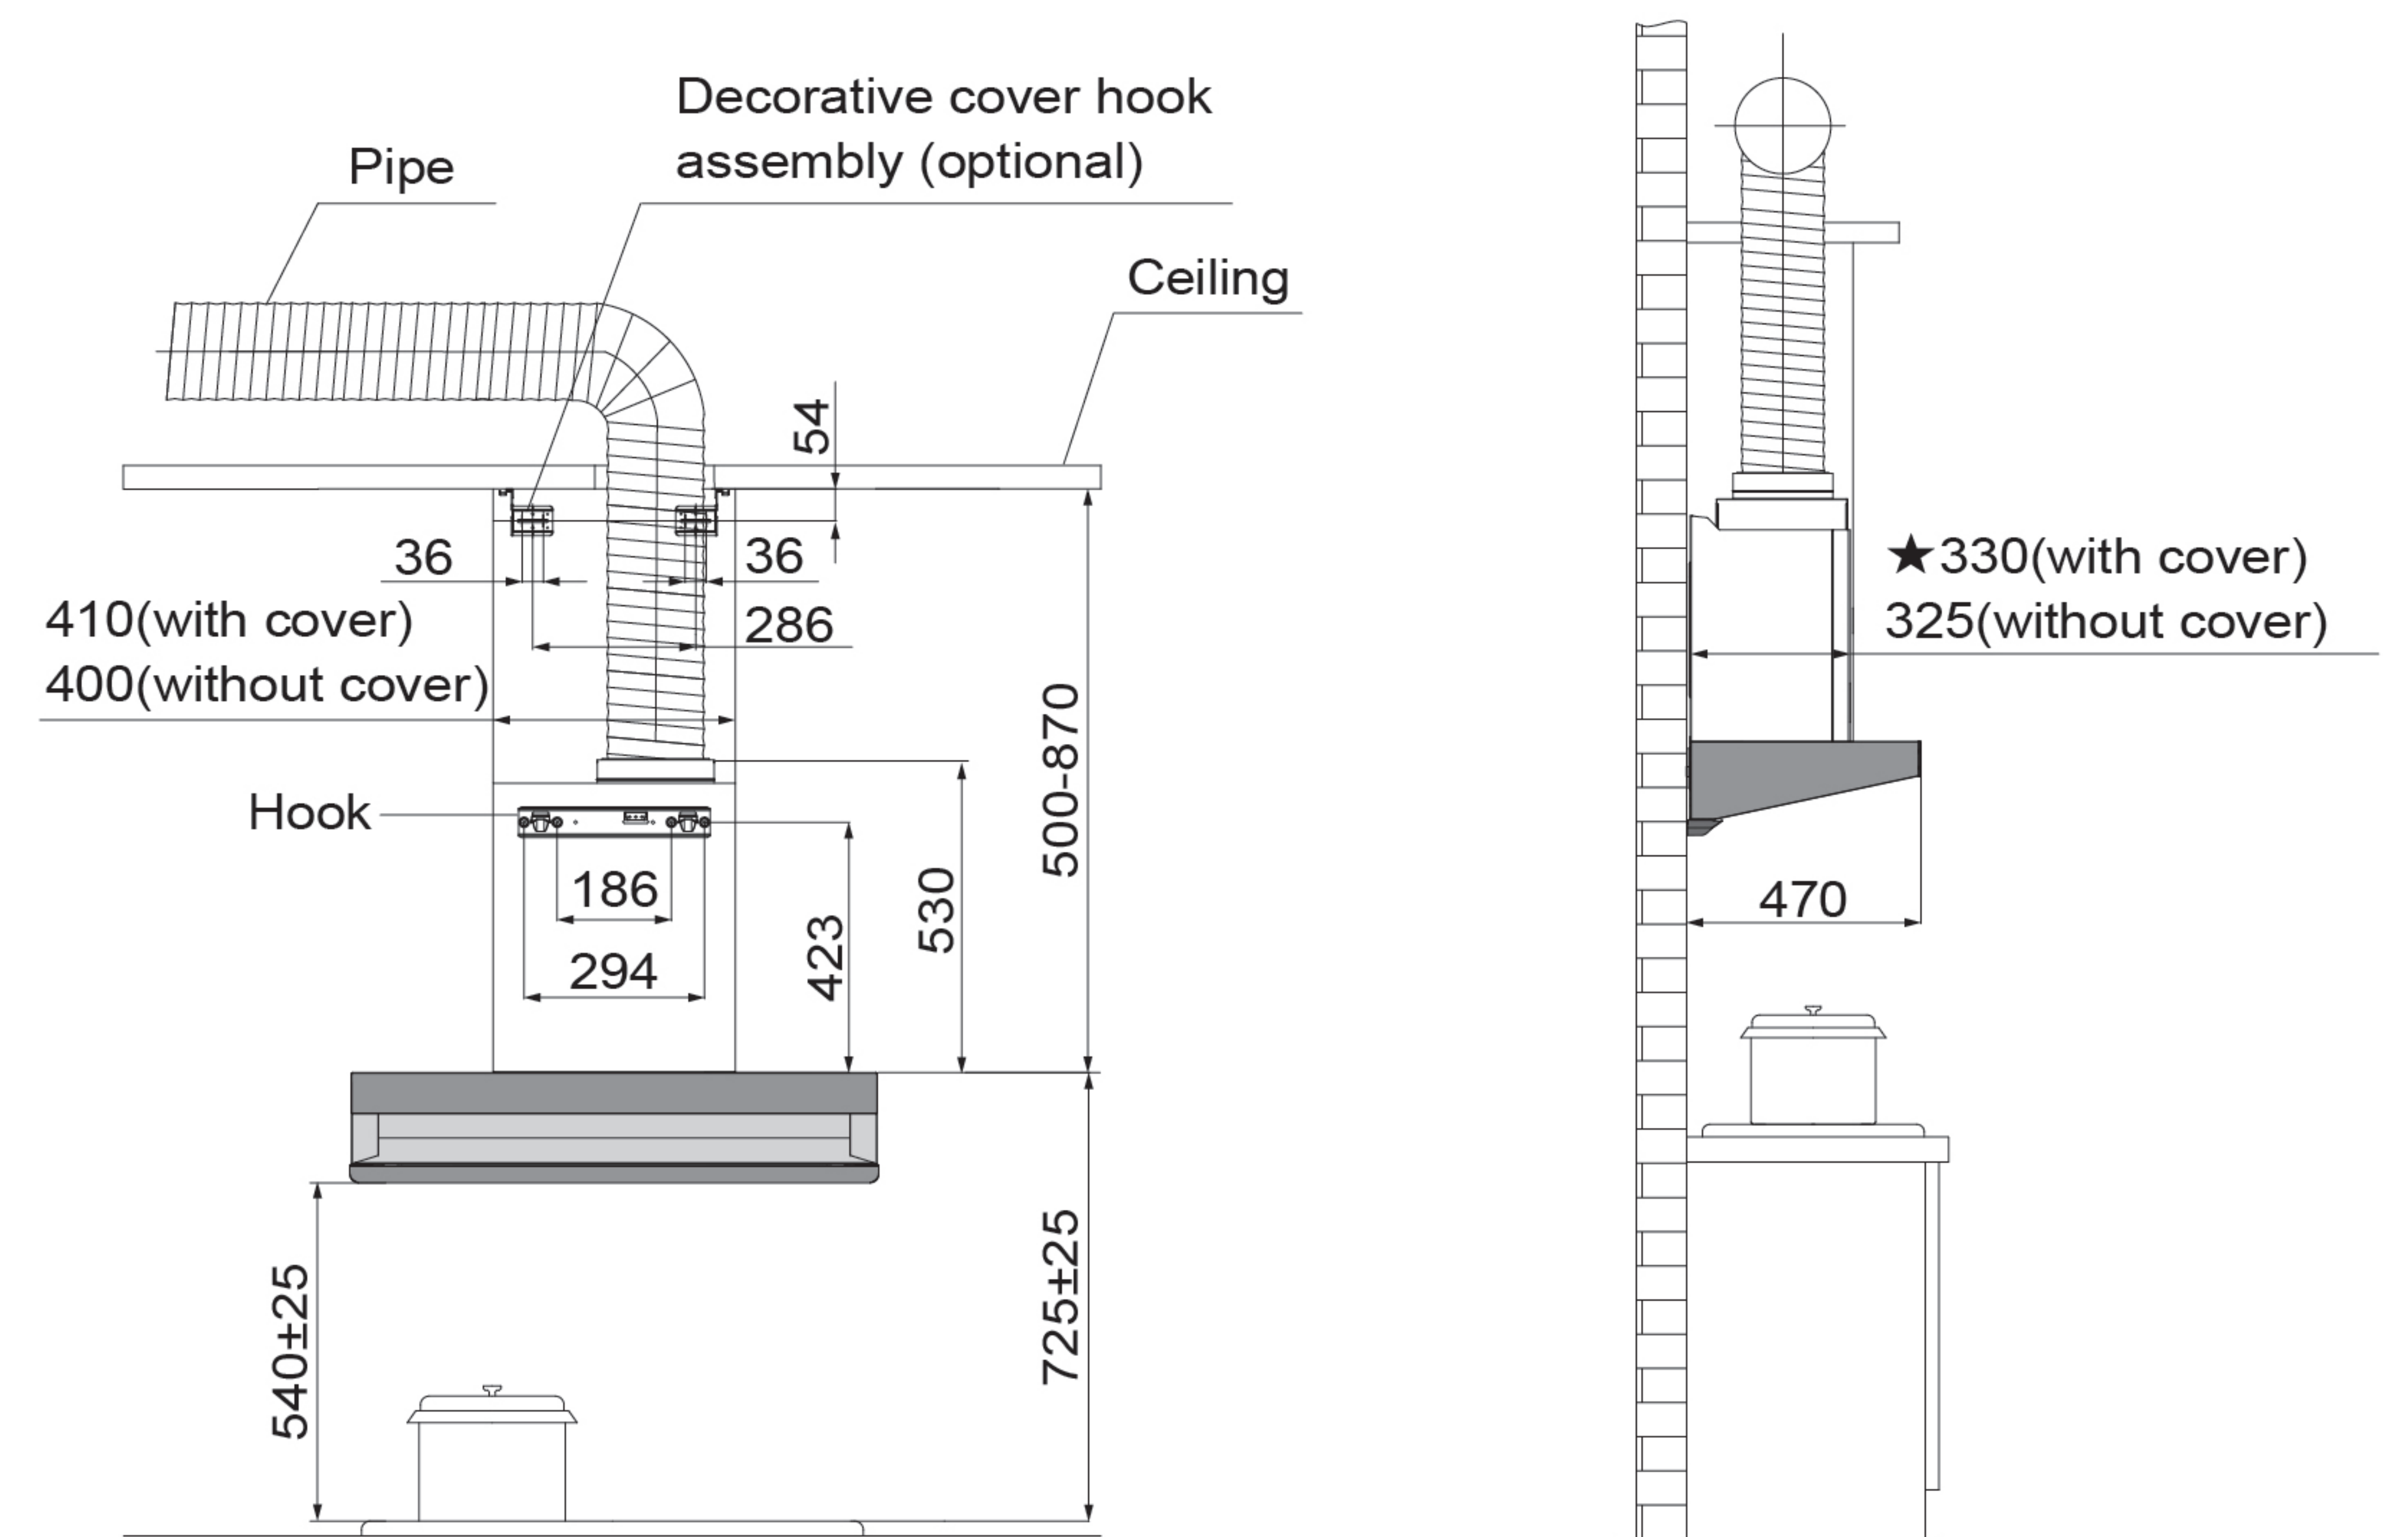 Decorative cover hook
assembly (optional)
Pipe
Ceiling
54
36
36
286
410(with cover)
400(without cover)
Hook
186
294
423
530
500-870
540±25
725±25
★330(with cover)
325(without cover)
470